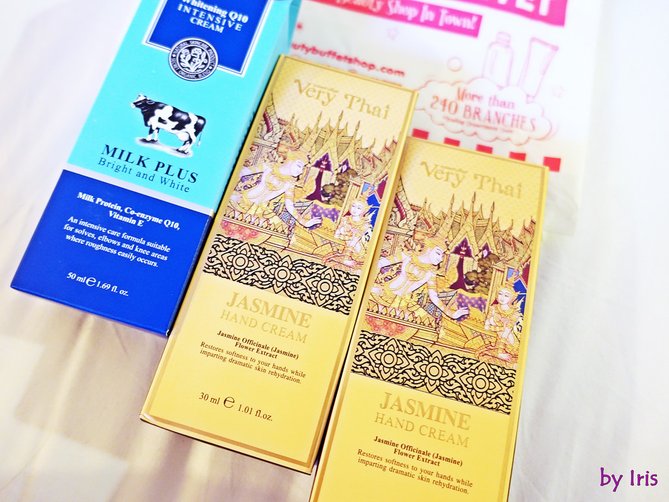 Whitening Q10
INTENSIVE
CREAM
MILK PLUS
Bright and White
Milk Protein, Co-enzyme Q10,
Vitamin E
An intensive care formula suitable
for solves, elbows and knee areas
where roughness easily occurs.
50 ml e 1.69 fl. oz.
Very Thai
JASMINE
HAND CREAM
Jasmine Officinale (Jasmine)
Flower Extract
Restores softness to your hands while
imparting dramatic skin rehydration.
30 ml e 1.01 fl.oz.
Very Thai
JASMINE
HAND CREAM
Jasmine Officinale (Jasmine)
Flower Extract
Restores softness to your hands while
imparting dramatic skin rehydration.
Beauty Shop In Town!
utybuffetshop.com
More than
240 BRANCHES
by Iris